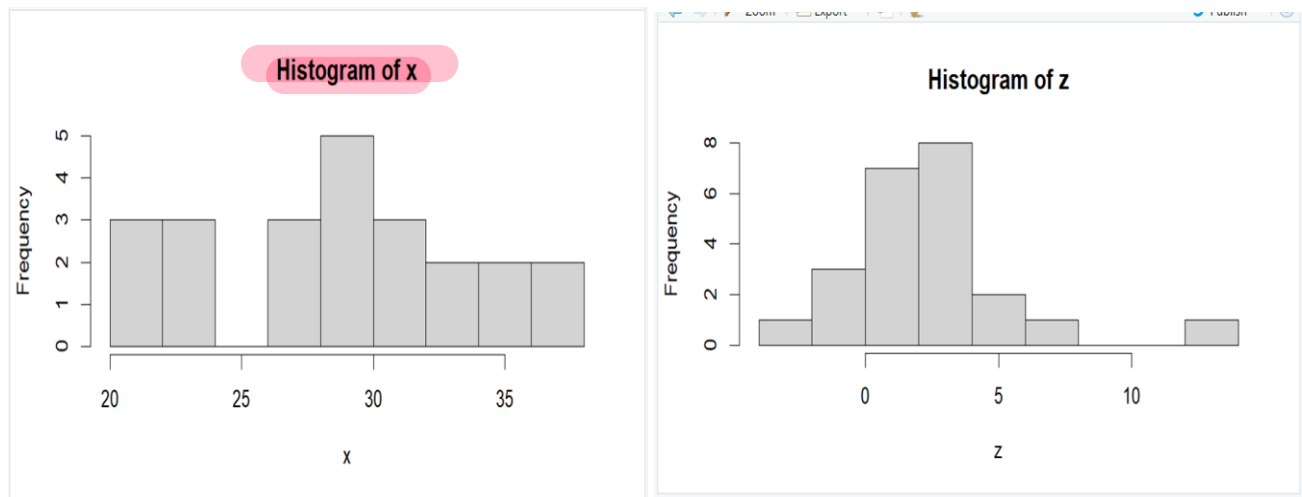 Zoom Export Publish
Histogram of x
Frequency
5
4
3
2
1
0
20 25 30 35
x
Histogram of z
Frequency
8
6
4
2
0
0 5 10
z